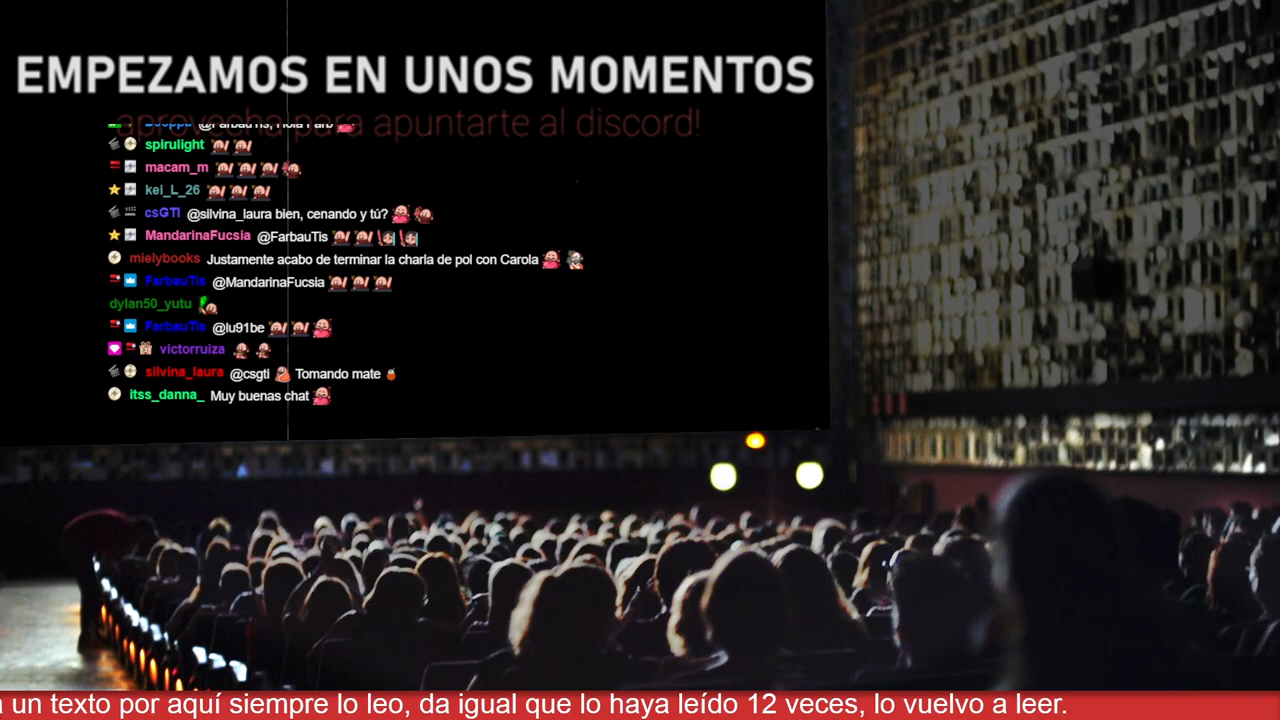 EMPEZAMOS EN UNOS MOMENTOS
aprovecha para apuntarte al discord!
spirulight
macam_m
kei_L_26
csGTI @silvina_laura bien, cenando y tú?
MandarinaFucsia @FarbauTis
mielybooks Justamente acabo de terminar la charla de pol con Carola
FarbauTis @MandarinaFucsia
dylan50_yutu
FarbauTis @lu91be
victorruiza
silvina_laura @csgti Tomando mate
itss_danna_ Muy buenas chat
un texto por aquí siempre lo leo, da igual que lo haya leído 12 veces, lo vuelvo a leer.